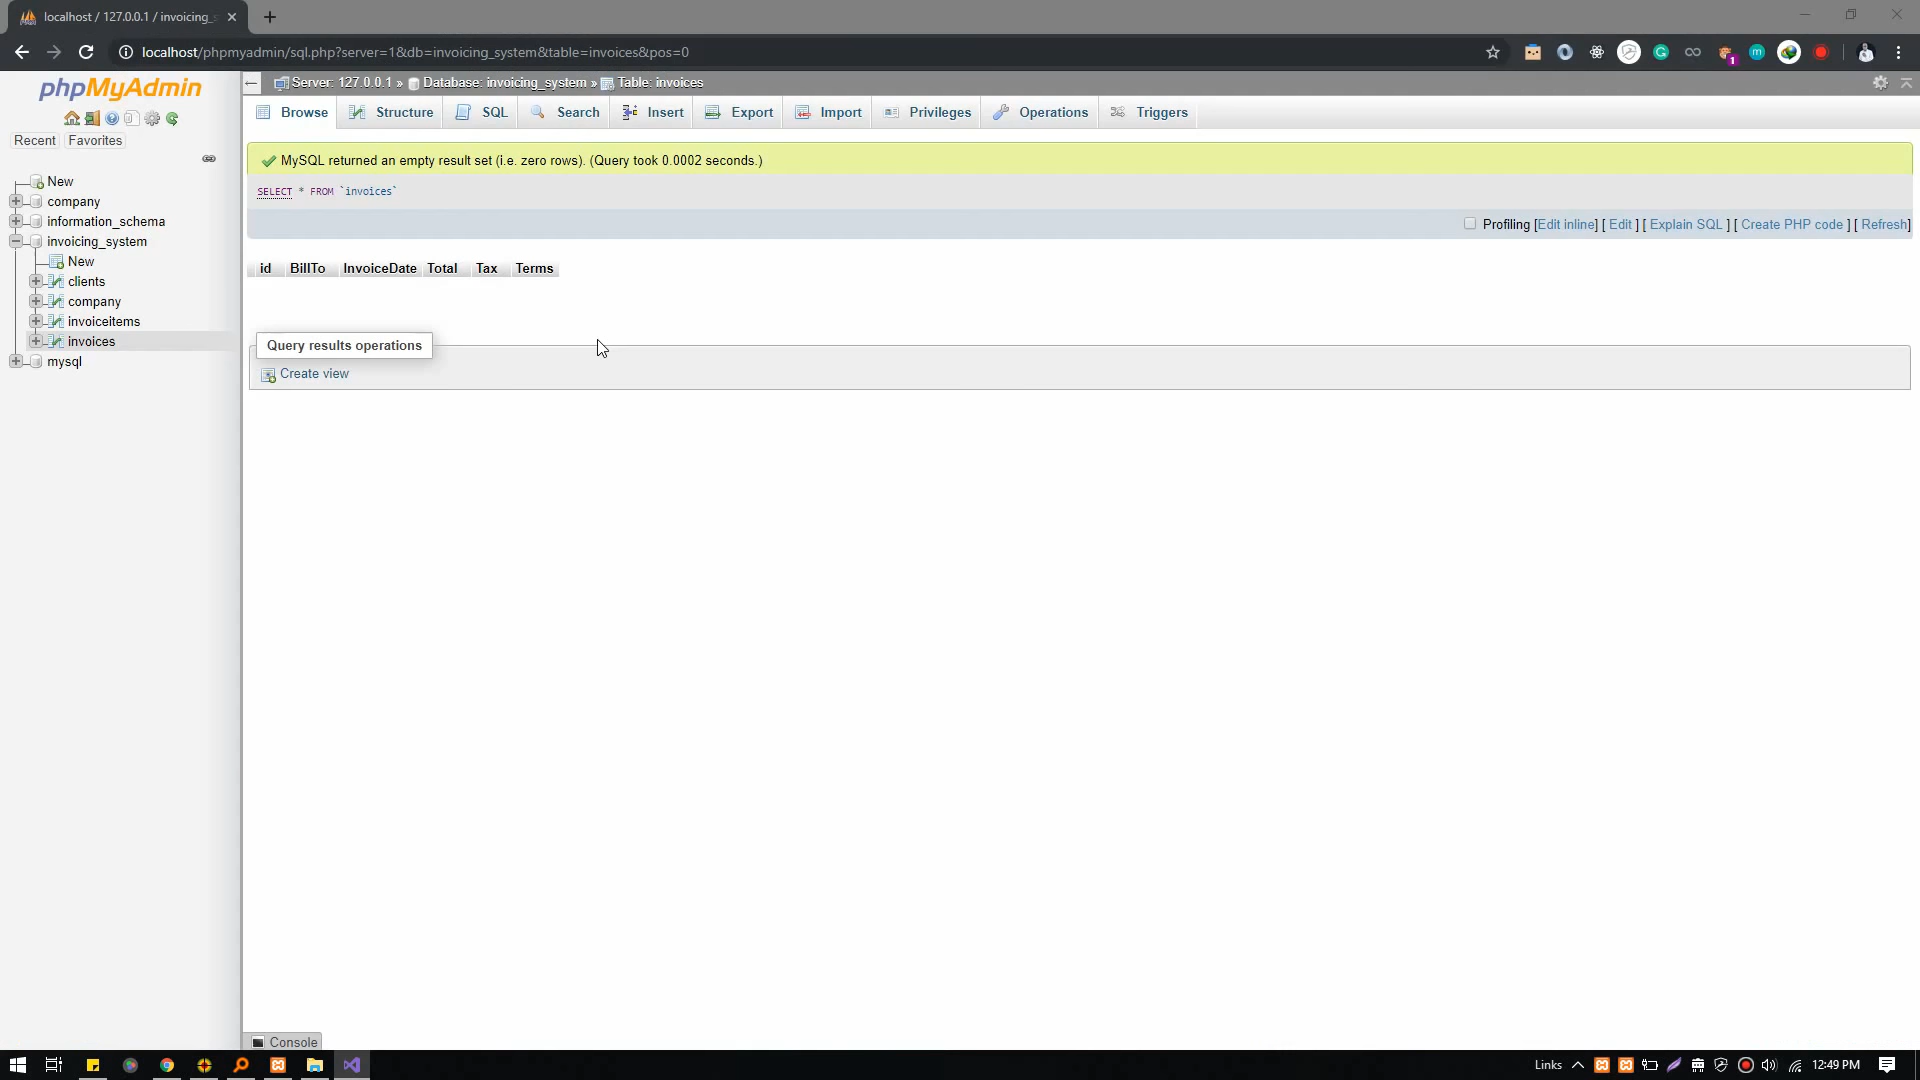 localhost / 127.0.0.1 / invoicing_s
localhost/phpmyadmin/sql.php?server=1&db=invoicing_system&table=invoices&pos=0
1
phpMyAdmin
Recent Favorites
New
company
information_schema
invoicing_system
New
clients
company
invoiceitems
invoices
mysql
Server: 127.0.0.1 » Database: invoicing_system » Table: invoices
Browse Structure SQL Search Insert Export Import Privileges Operations Triggers
MySQL returned an empty result set (i.e. zero rows). (Query took 0.0002 seconds.)
SELECT * FROM `invoices`
Profiling [Edit inline] [ Edit ] [ Explain SQL ] [ Create PHP code ] [ Refresh]
id BillTo InvoiceDate Total Tax Terms
Query results operations
Create view
Console
Links 12:49 PM